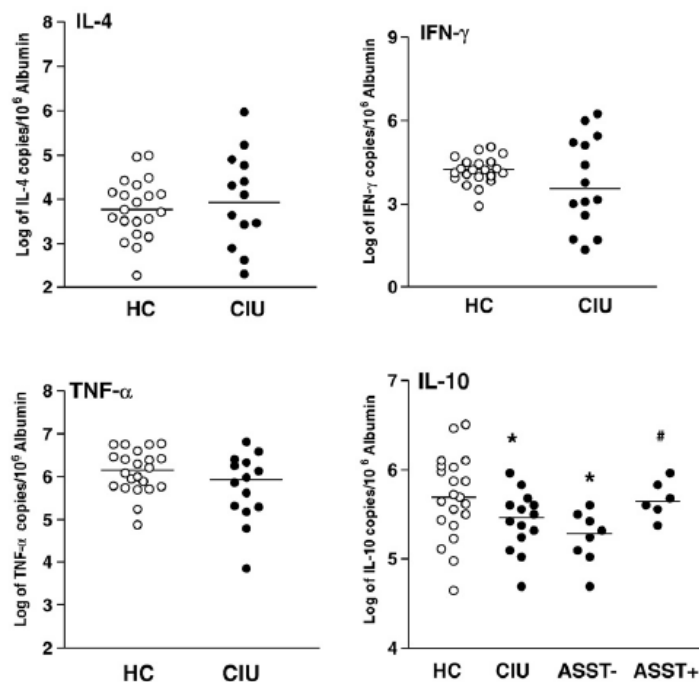 IL-4
Log of IL-4 copies/10⁶ Albumin
8
7
6
5
4
3
2
HC CIU
IFN-γ
Log of IFN-γ copies/10⁶ Albumin
9
6
3
0
HC CIU
TNF-α
Log of TNF-α copies/10⁶ Albumin
8
7
6
5
4
3
2
HC CIU
IL-10
Log of IL-10 copies/10⁶ Albumin
7
6
5
4
* * #
HC CIU ASST- ASST+